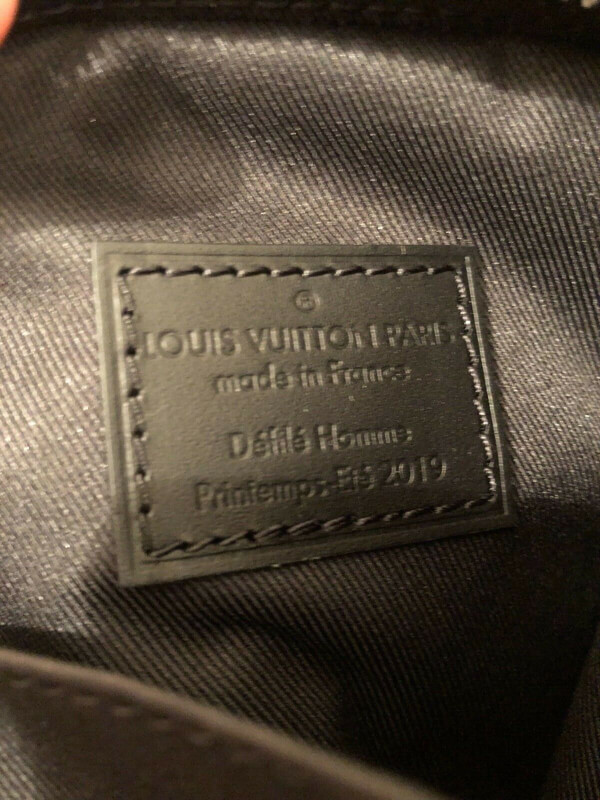 ®
LOUIS VUITTON PARIS
made in France
Défilé Homme
Printemps-Eté 2019